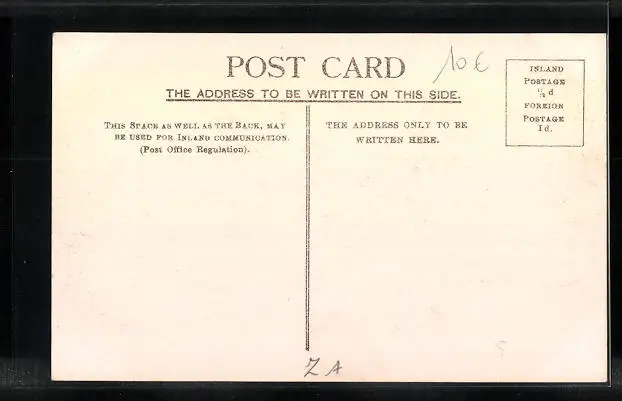 POST CARD
10€
THE ADDRESS TO BE WRITTEN ON THIS SIDE.
INLAND
POSTAGE
½ d
FOREIGN
POSTAGE
1d.
THIS SPACE AS WELL AS THE BACK, MAY
BE USED FOR INLAND COMMUNICATION.
(Post Office Regulation).
THE ADDRESS ONLY TO BE
WRITTEN HERE.
ZA